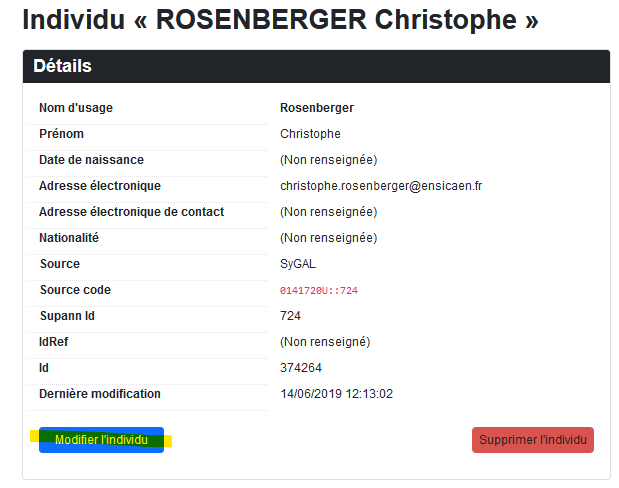 Individu « ROSENBERGER Christophe »
Détails
Nom d'usage Rosenberger
Prénom Christophe
Date de naissance (Non renseignée)
Adresse électronique christophe.rosenberger@ensicaen.fr
Adresse électronique de contact (Non renseignée)
Nationalité (Non renseignée)
Source SyGAL
Source code 0141720U::724
Supann Id 724
IdRef (Non renseigné)
Id 374264
Dernière modification 14/06/2019 12:13:02
Modifier l'individu Supprimer l'individu